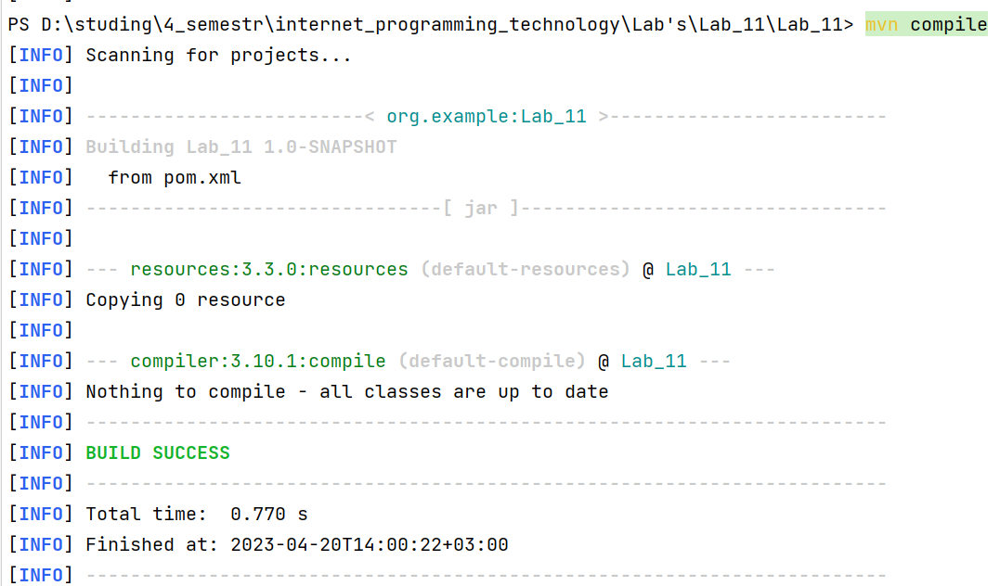 PS D:\studing\4_semestr\internet_programming_technology\Lab's\Lab_11\Lab_11> mvn compile
[INFO] Scanning for projects...
[INFO]
[INFO] -------------------------< org.example:Lab_11 >-------------------------
[INFO] Building Lab_11 1.0-SNAPSHOT
[INFO]   from pom.xml
[INFO] --------------------------------[ jar ]---------------------------------
[INFO]
[INFO] --- resources:3.3.0:resources (default-resources) @ Lab_11 ---
[INFO] Copying 0 resource
[INFO]
[INFO] --- compiler:3.10.1:compile (default-compile) @ Lab_11 ---
[INFO] Nothing to compile - all classes are up to date
[INFO] ------------------------------------------------------------------------
[INFO] BUILD SUCCESS
[INFO] ------------------------------------------------------------------------
[INFO] Total time:  0.770 s
[INFO] Finished at: 2023-04-20T14:00:22+03:00
[INFO] ------------------------------------------------------------------------